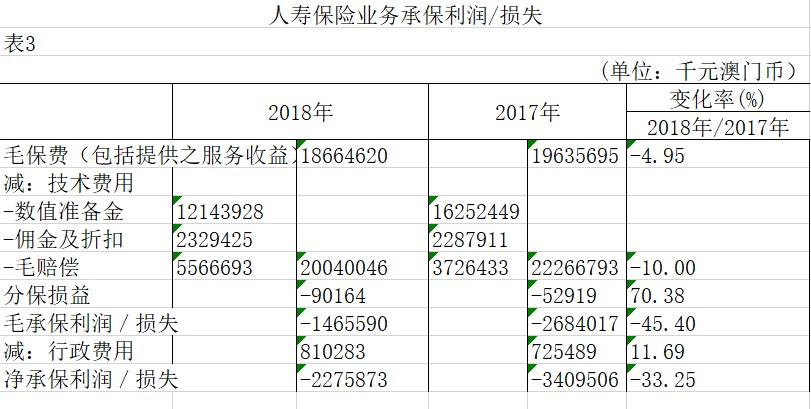 人寿保险业务承保利润/损失
表3
(单位：千元澳门币）
2018年 2017年 变化率(%)
2018年/2017年
毛保费（包括提供之服务收益） 18664620 19635695 -4.95
减：技术费用
-数值准备金 12143928 16252449
-佣金及折扣 2329425 2287911
-毛赔偿 5566693 20040046 3726433 22266793 -10.00
分保损益 -90164 -52919 70.38
毛承保利润／损失 -1465590 -2684017 -45.40
减：行政费用 810283 725489 11.69
净承保利润／损失 -2275873 -3409506 -33.25